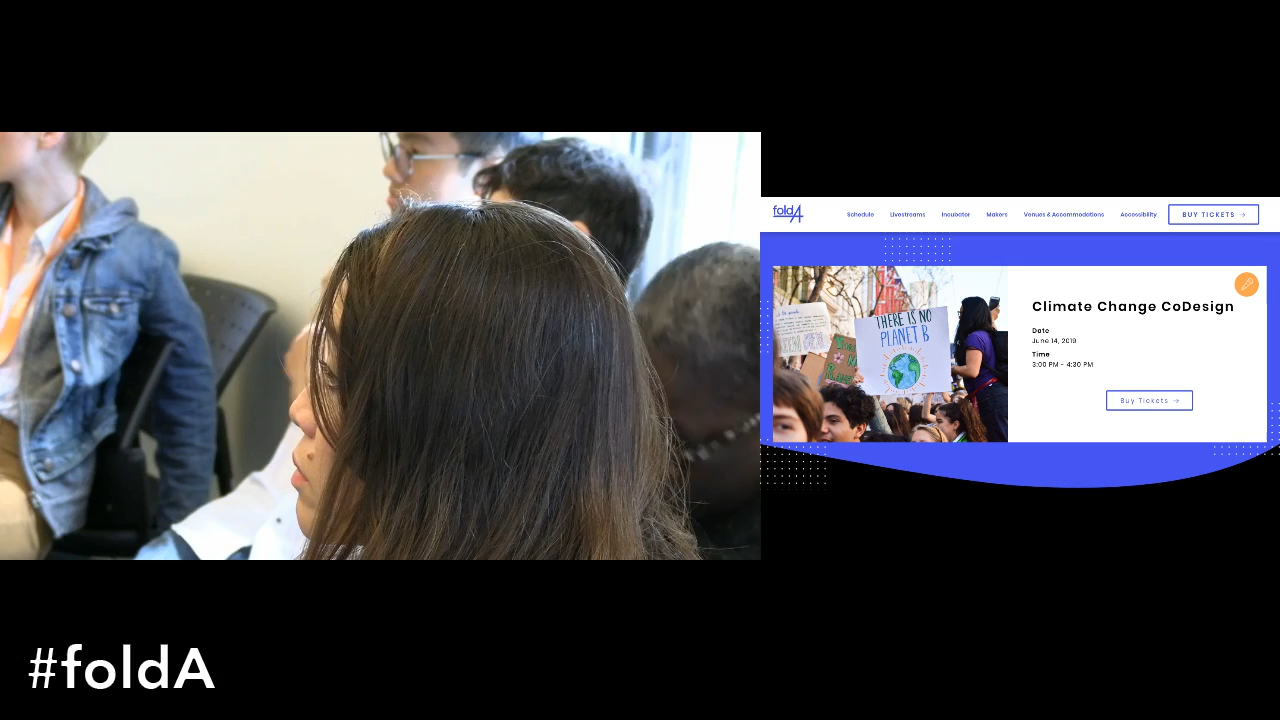 foldA
Schedule
Livestreams
Incubator
Makers
Venues & Accommodations
Accessibility
BUY TICKETS →
THERE IS NO
PLANET B
Climate Change CoDesign
Date
June 14, 2019
Time
3:00 PM - 4:30 PM
Buy Tickets →
#foldA